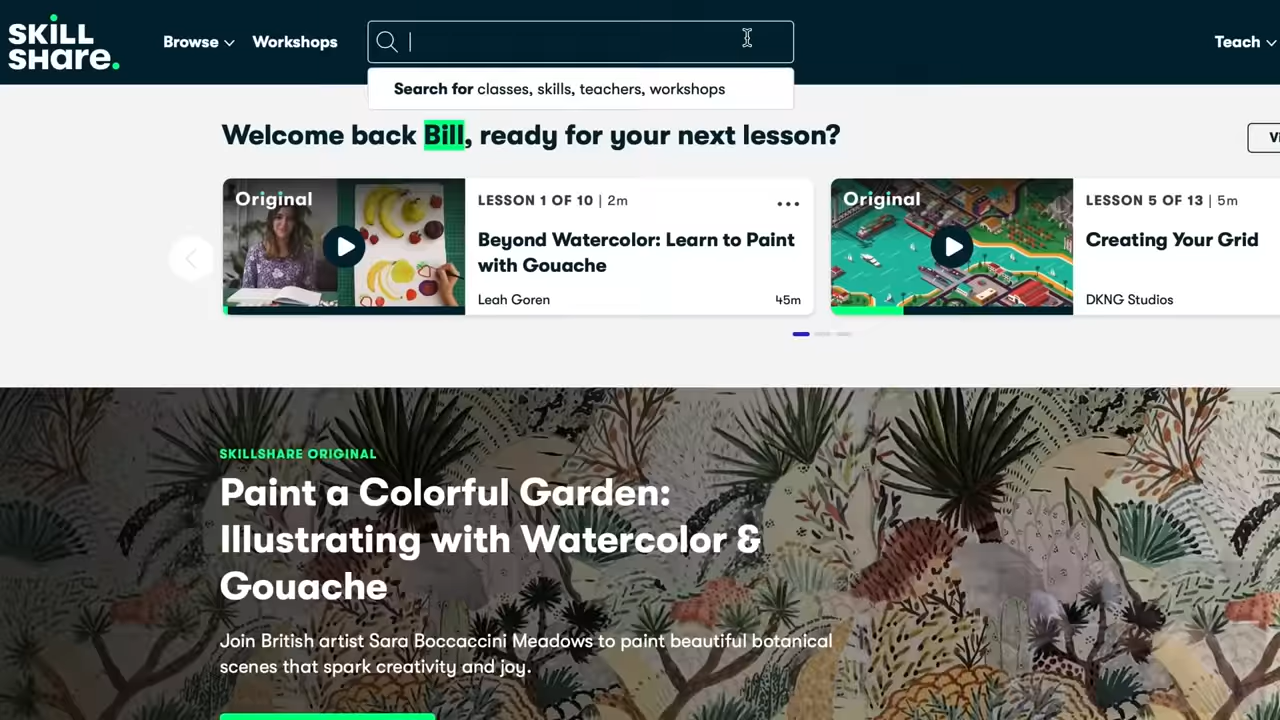 SKILL
SHare.
Browse
Workshops
Teach
Search for classes, skills, teachers, workshops
Welcome back Bill, ready for your next lesson?
Original
LESSON 1 OF 10 | 2m
Beyond Watercolor: Learn to Paint
with Gouache
Leah Goren
45m
Original
LESSON 5 OF 13 | 5m
Creating Your Grid
DKNG Studios
SKILLSHARE ORIGINAL
Paint a Colorful Garden:
Illustrating with Watercolor &
Gouache
Join British artist Sara Boccaccini Meadows to paint beautiful botanical
scenes that spark creativity and joy.